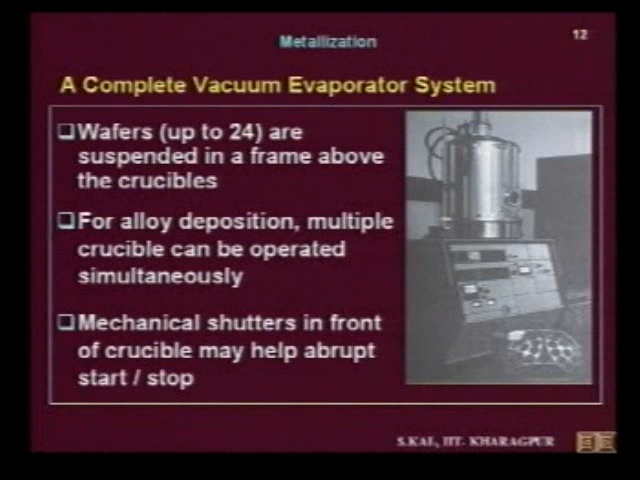 Metallization
12
A Complete Vacuum Evaporator System
Wafers (up to 24) are
suspended in a frame above
the crucibles
For alloy deposition, multiple
crucible can be operated
simultaneously
Mechanical shutters in front
of crucible may help abrupt
start / stop
S.KAL, IIT- KHARAGPUR